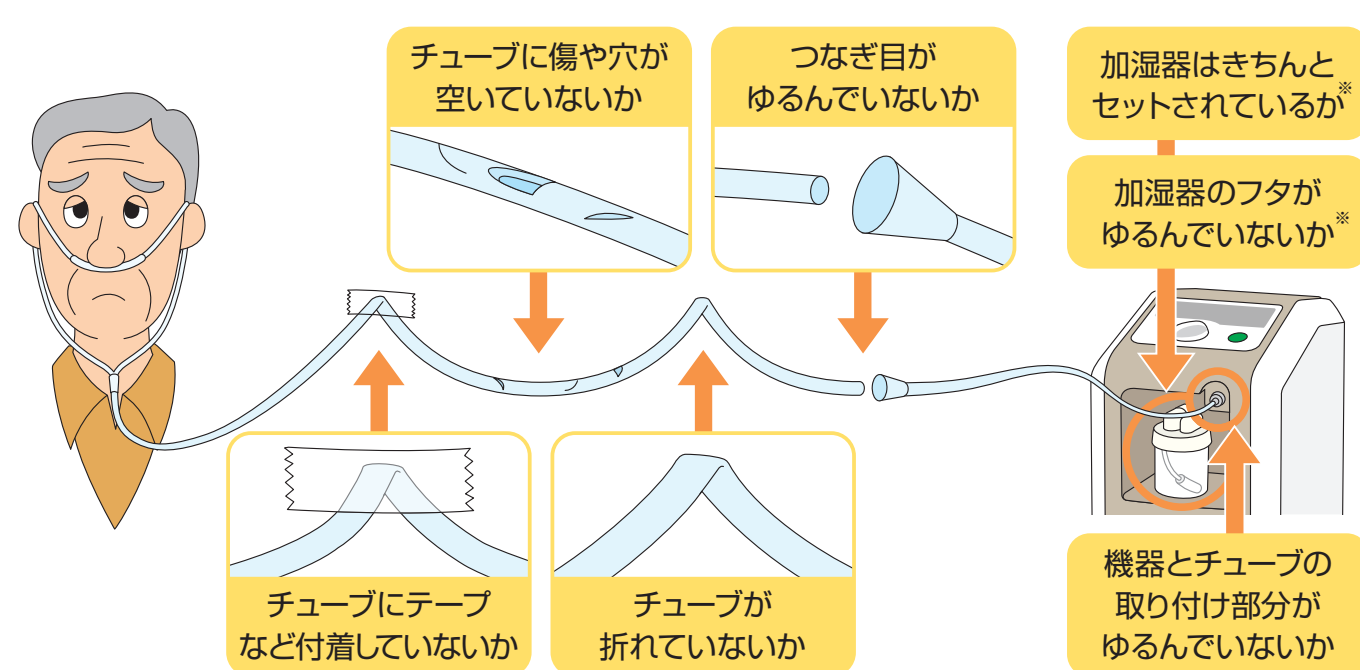 チューブに傷や穴が
空いていないか
つなぎ目が
ゆるんでいないか
加湿器はきちんと
セットされているか※
加湿器のフタが
ゆるんでいないか※
チューブにテープ
など付着していないか
チューブが
折れていないか
機器とチューブの
取り付け部分が
ゆるんでいないか